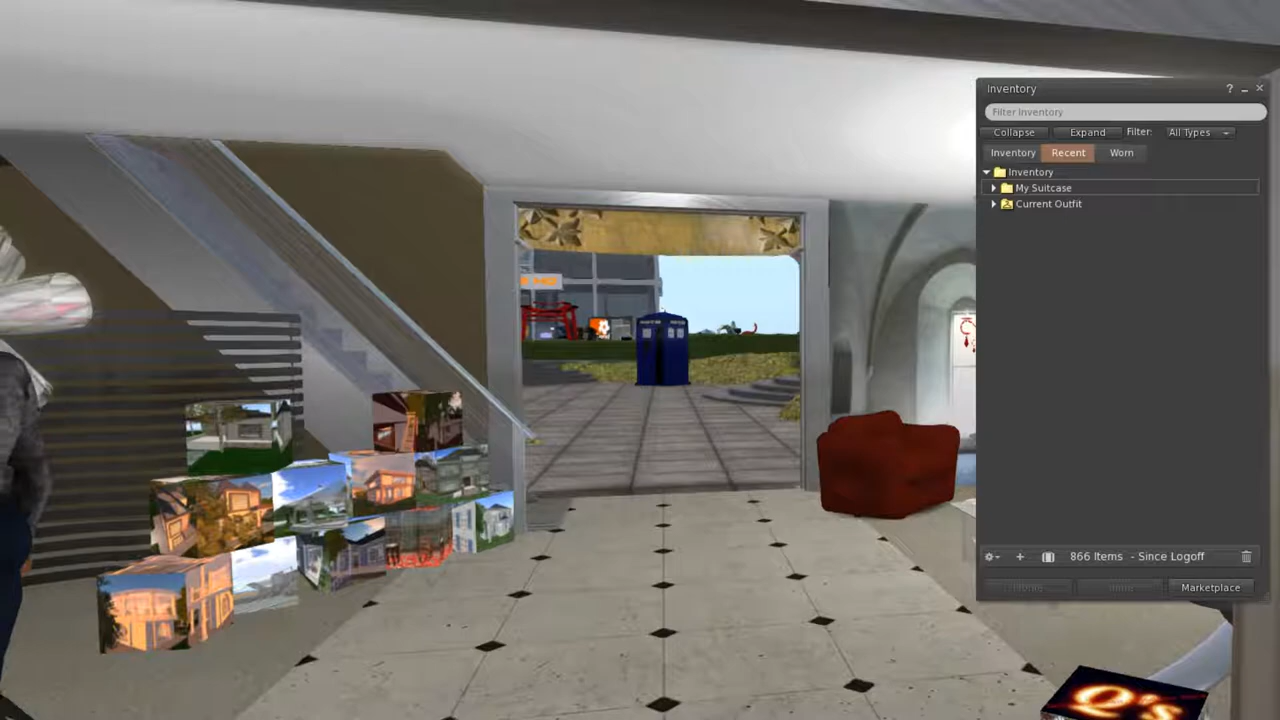 Inventory
Filter Inventory
Collapse Expand Filter: All Types
Inventory Recent Worn
Inventory
My Suitcase
Current Outfit
866 Items - Since Logoff
Marketplace
Q's